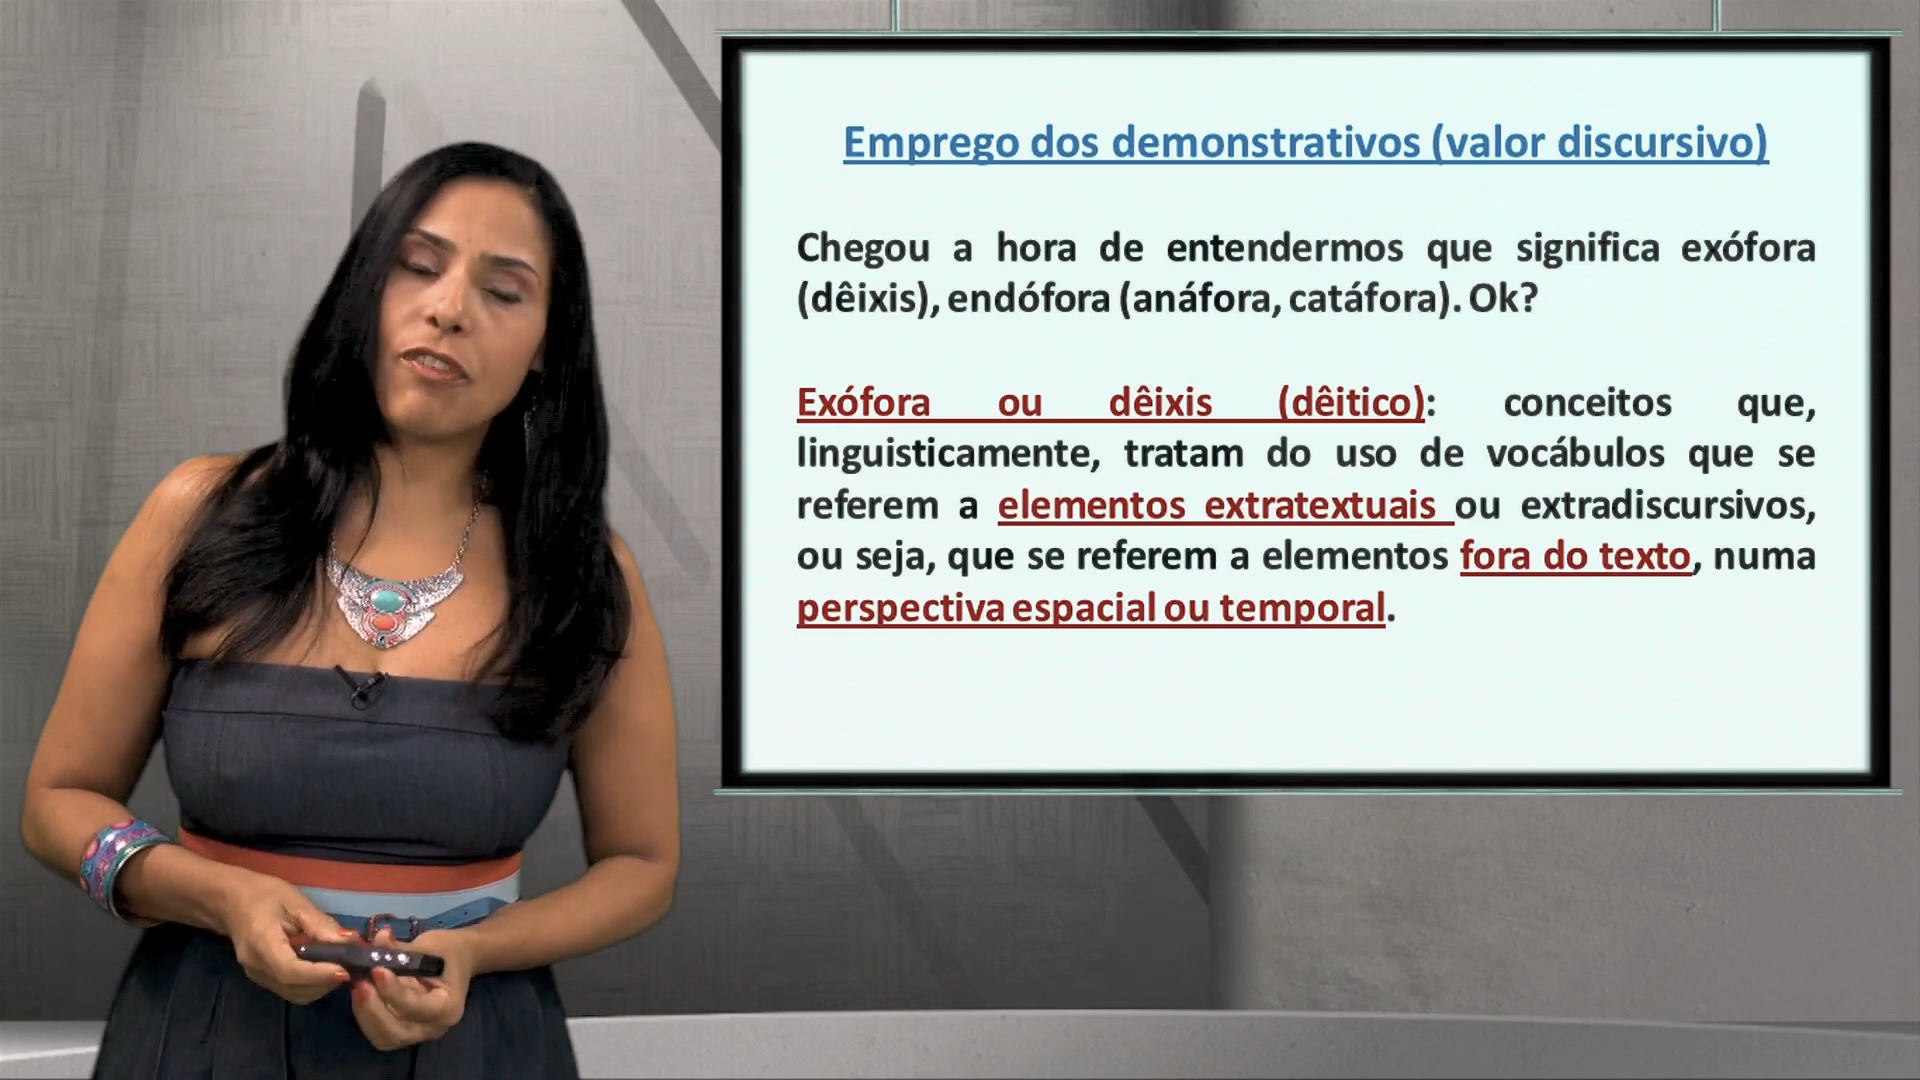 Emprego dos demonstrativos (valor discursivo)
Chegou a hora de entendermos que significa exófora
(dêixis), endófora (anáfora, catáfora). Ok?
Exófora ou dêixis (dêitico): conceitos que,
linguisticamente, tratam do uso de vocábulos que se
referem a elementos extratextuais ou extradiscursivos,
ou seja, que se referem a elementos fora do texto, numa
perspectiva espacial ou temporal.